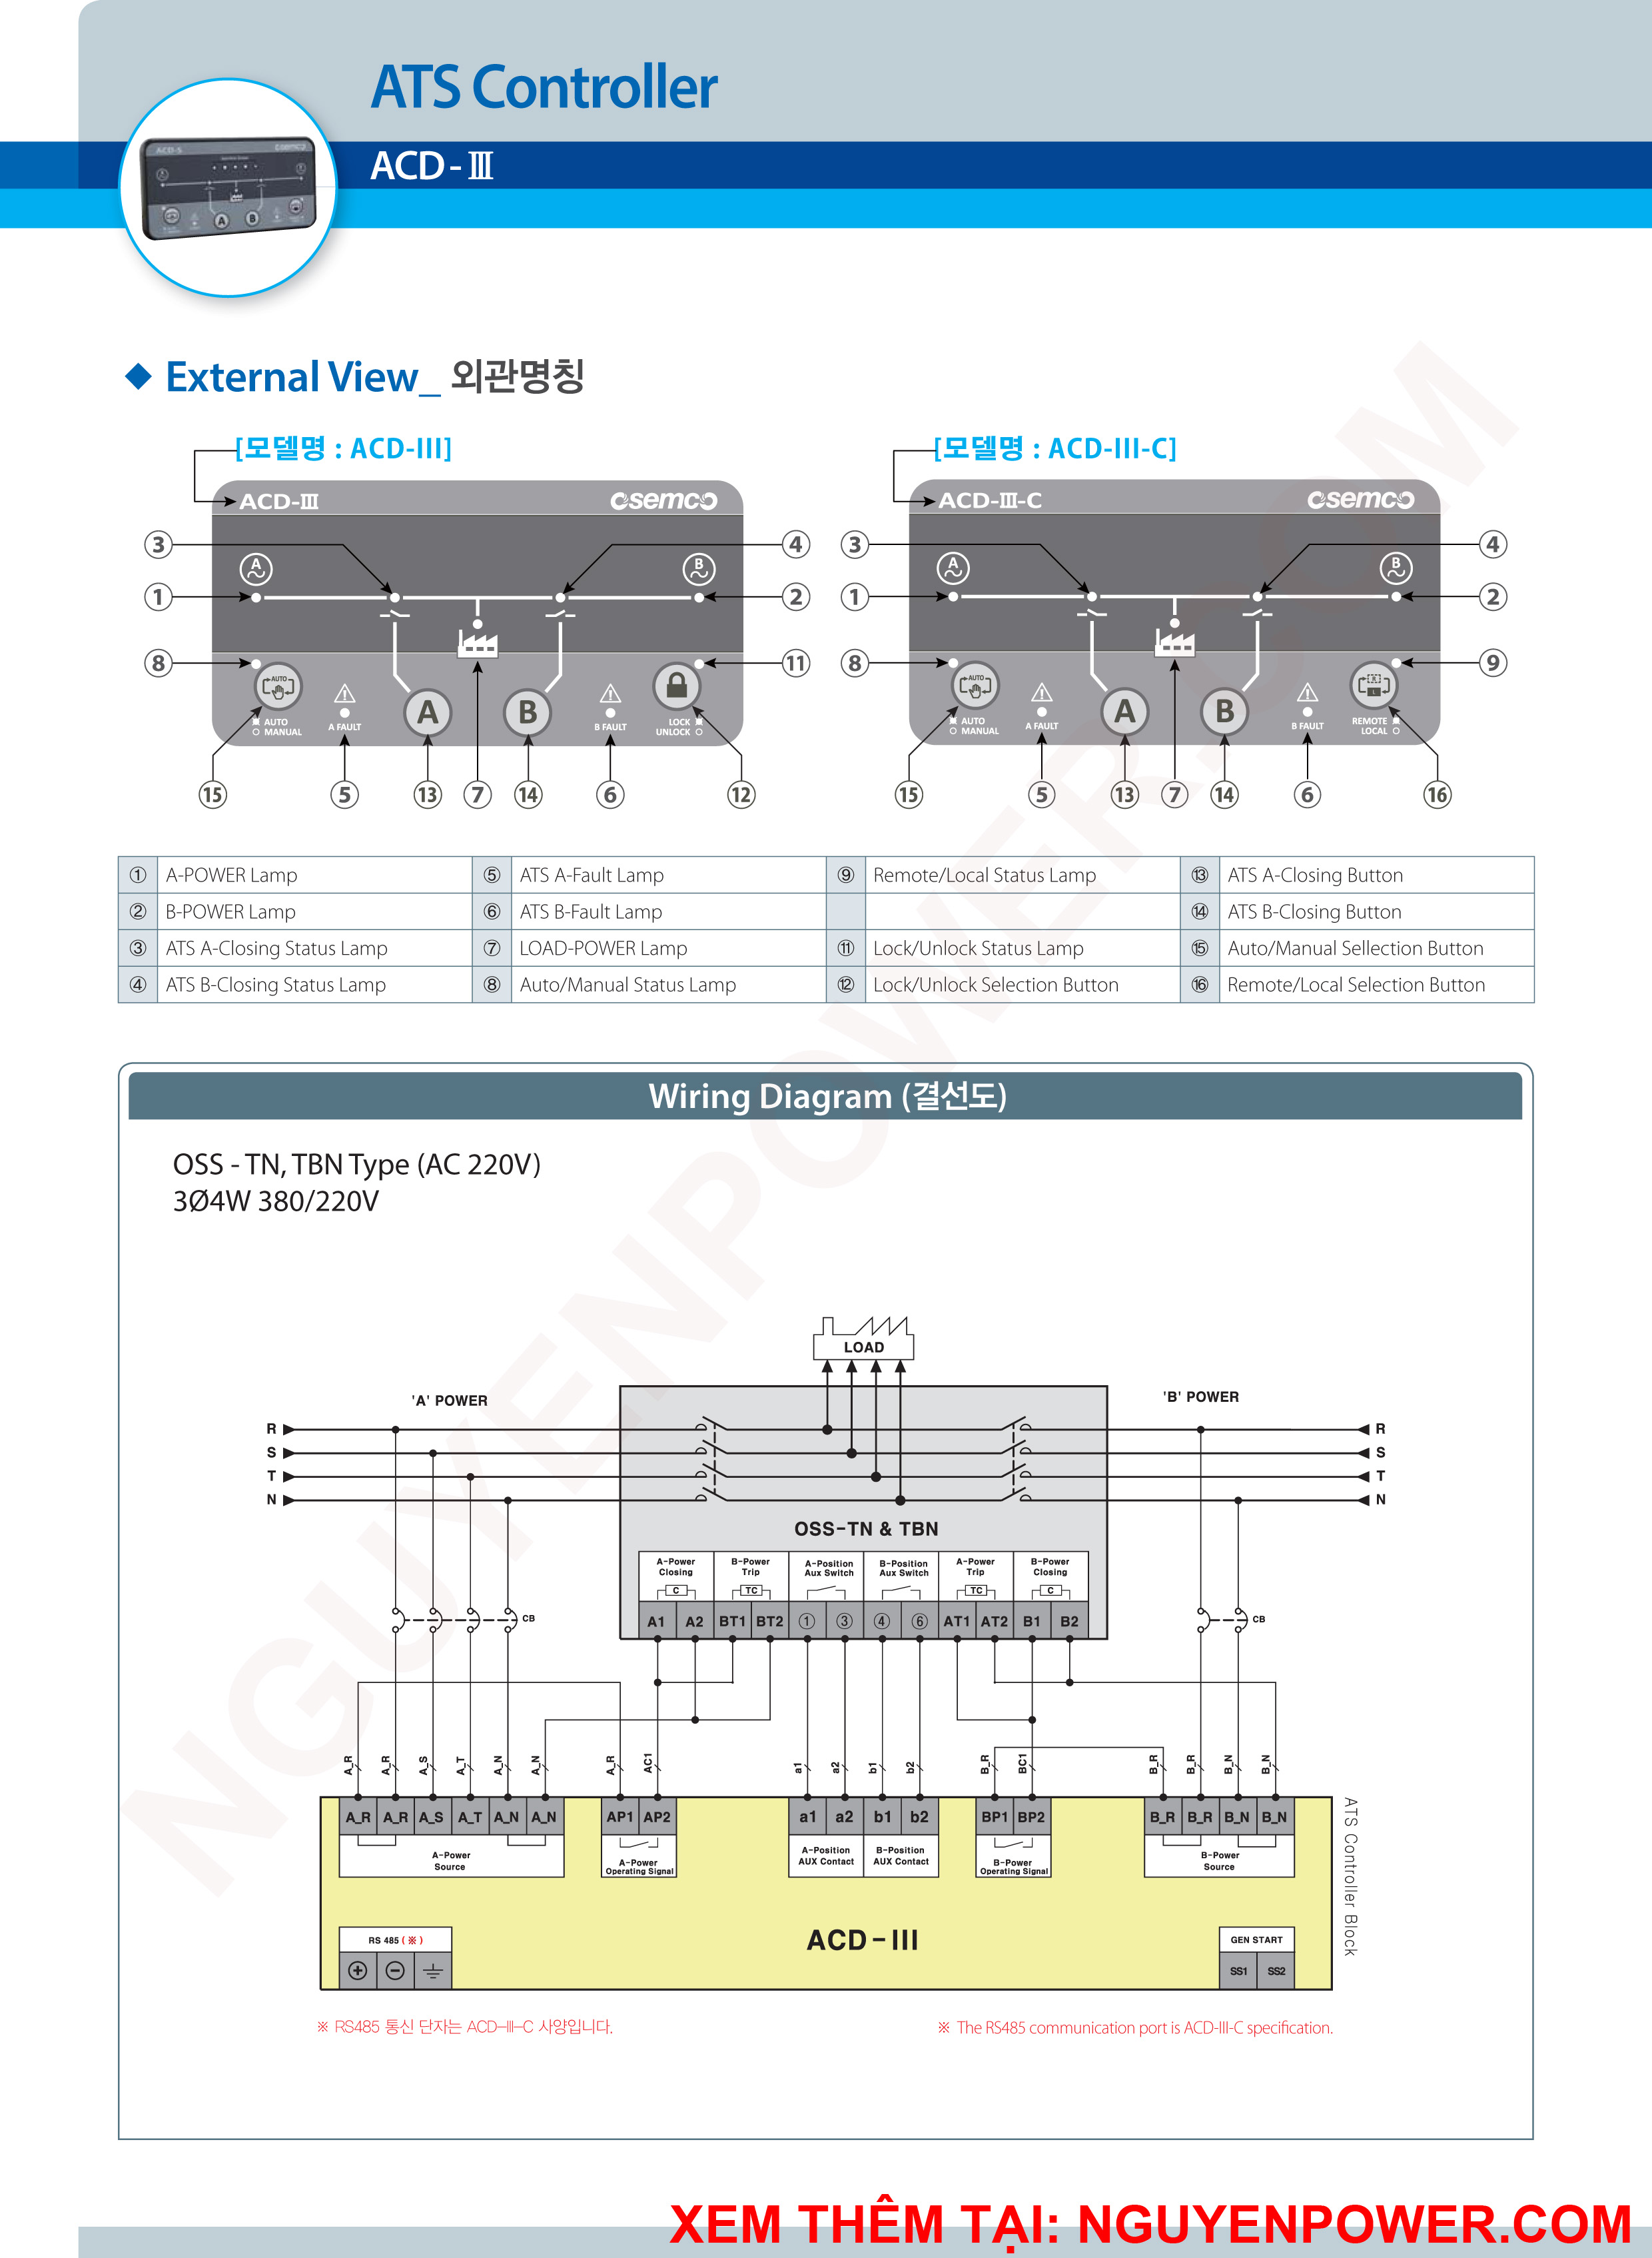 ATS Controller
ACD-Ⅲ
ACD-S
◆ External View_ 외관명칭
[모델명 : ACD-III]
[모델명 : ACD-III-C]
ACD-Ⅲ semco
ACD-Ⅲ-C semco
③ ④ ③ ④
A B A B
① ② ① ②
⑧ ⑪ ⑧ ⑨
AUTO AUTO
A B A B
AUTO
MANUAL
A FAULT
B FAULT
LOCK
UNLOCK
AUTO
MANUAL
A FAULT
B FAULT
REMOTE
LOCAL
⑮ ⑤ ⑬ ⑦ ⑭ ⑥ ⑫
⑮ ⑤ ⑬ ⑦ ⑭ ⑥ ⑯
① A-POWER Lamp ⑤ ATS A-Fault Lamp ⑨ Remote/Local Status Lamp ⑬ ATS A-Closing Button
② B-POWER Lamp ⑥ ATS B-Fault Lamp ⑭ ATS B-Closing Button
③ ATS A-Closing Status Lamp ⑦ LOAD-POWER Lamp ⑪ Lock/Unlock Status Lamp ⑮ Auto/Manual Sellection Button
④ ATS B-Closing Status Lamp ⑧ Auto/Manual Status Lamp ⑫ Lock/Unlock Selection Button ⑯ Remote/Local Selection Button
Wiring Diagram (결선도)
OSS - TN, TBN Type (AC 220V)
3Ø4W 380/220V
LOAD
'A' POWER 'B' POWER
R R
S S
T T
N N
OSS-TN & TBN
A-Power Closing
B-Power Trip
A-Position Aux Switch
B-Position Aux Switch
A-Power Trip
B-Power Closing
C TC TC C
A1 A2 BT1 BT2 ① ③ ④ ⑥ AT1 AT2 B1 B2
CB CB
A_R A_R A_S A_T A_N A_N A_R AC1 a1 a2 b1 b2 B_R BC1 B_R B_R B_N B_N
A_R A_R A_S A_T A_N A_N AP1 AP2 a1 a2 b1 b2 BP1 BP2 B_R B_R B_N B_N
A-Power
Source
A-Power
Operating Signal
A-Position
AUX Contact
B-Position
AUX Contact
B-Power
Operating Signal
B-Power
Source
ATS Controller Block
ACD-III
RS 485 ( ※ )
GEN START
SS1 SS2
※ RS485 통신 단자는 ACD-III-C 사양입니다.
※ The RS485 communication port is ACD-III-C specification.
NGUYENPOWER.COM
XEM THÊM TẠI: NGUYENPOWER.COM